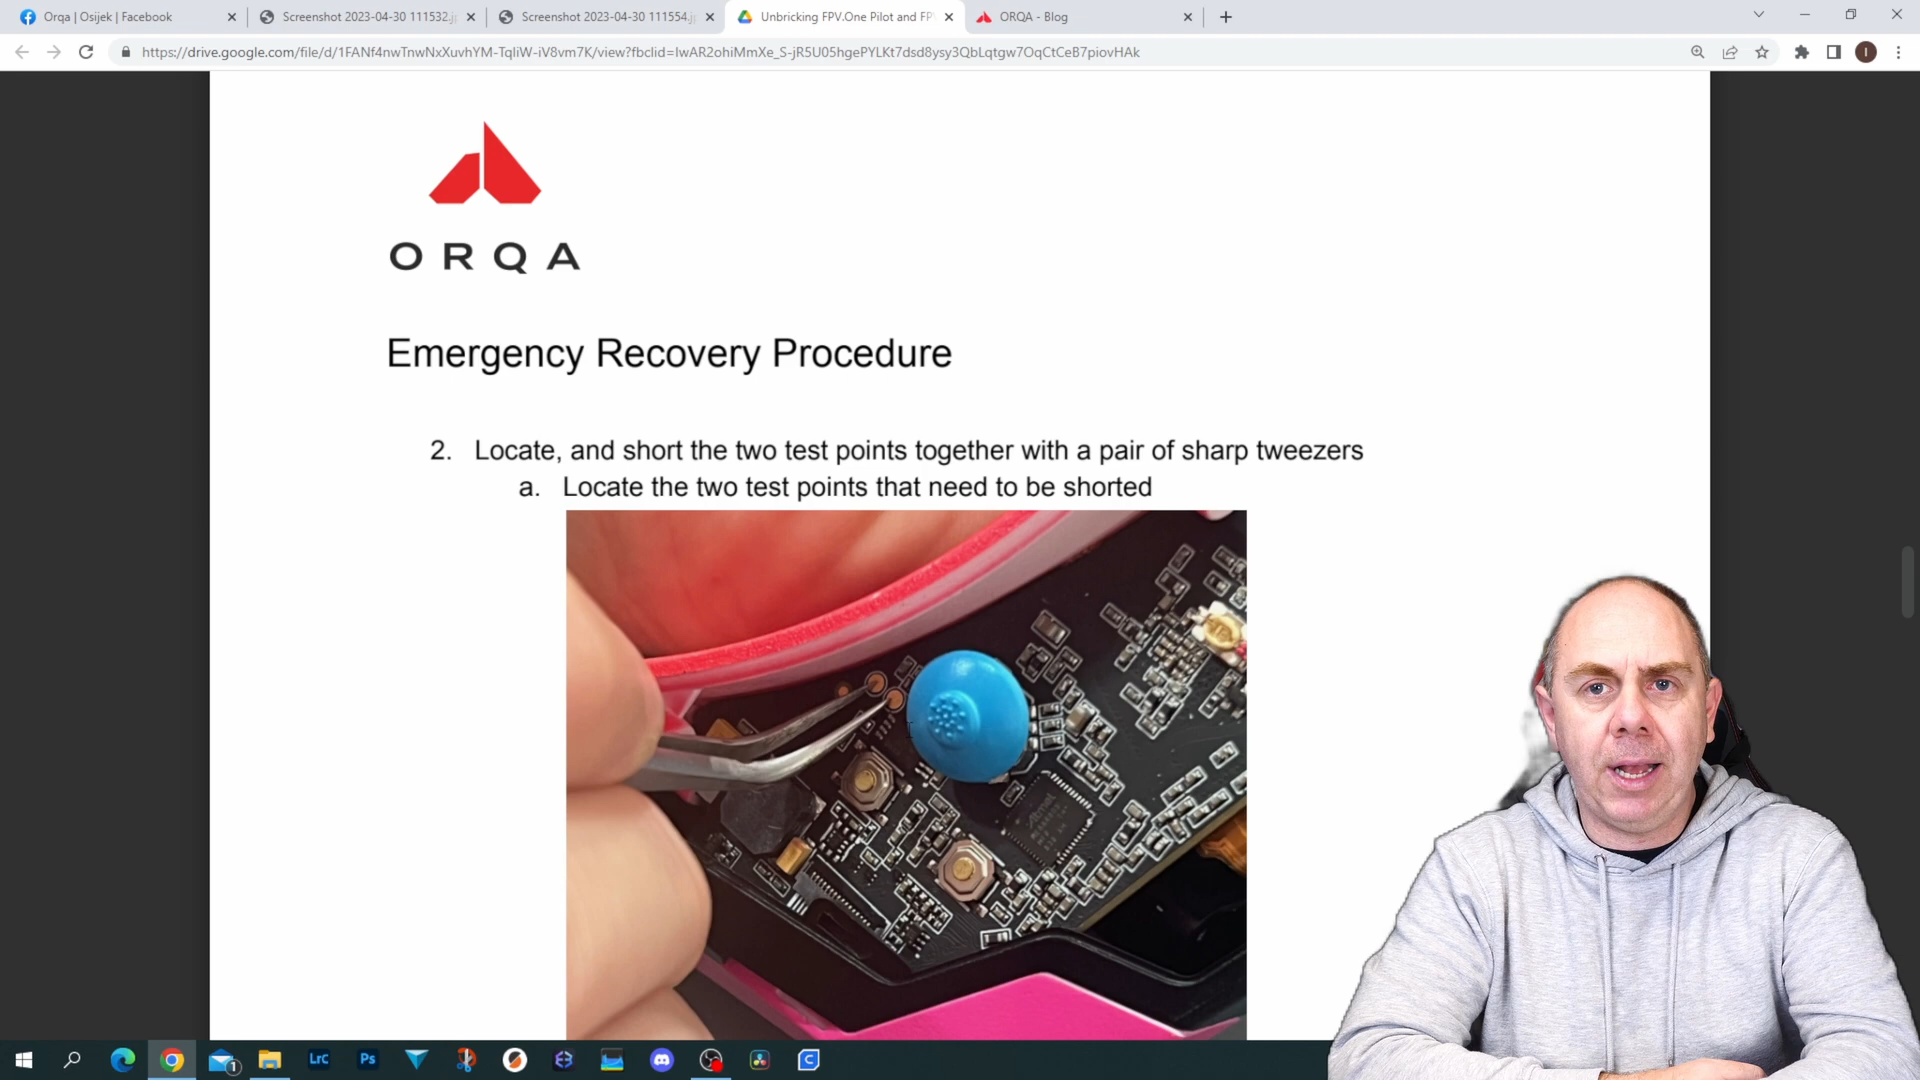 Orqa | Osijek | Facebook
Screenshot 2023-04-30 111532.j
Screenshot 2023-04-30 111554.j
Unbricking FPV.One Pilot and FP
ORQA - Blog
https://drive.google.com/file/d/1FANf4nwTnwNxXuvhYM-TqliW-iV8vm7K/view?fbclid=IwAR2ohiMmXe_S-jR5U05hgePYLKt7dsd8ysy3QbLqtgw7OqCtCeB7piovHAk
I
ORQA
Emergency Recovery Procedure
2. Locate, and short the two test points together with a pair of sharp tweezers
a. Locate the two test points that need to be shorted
1
Lrc
Ps
C